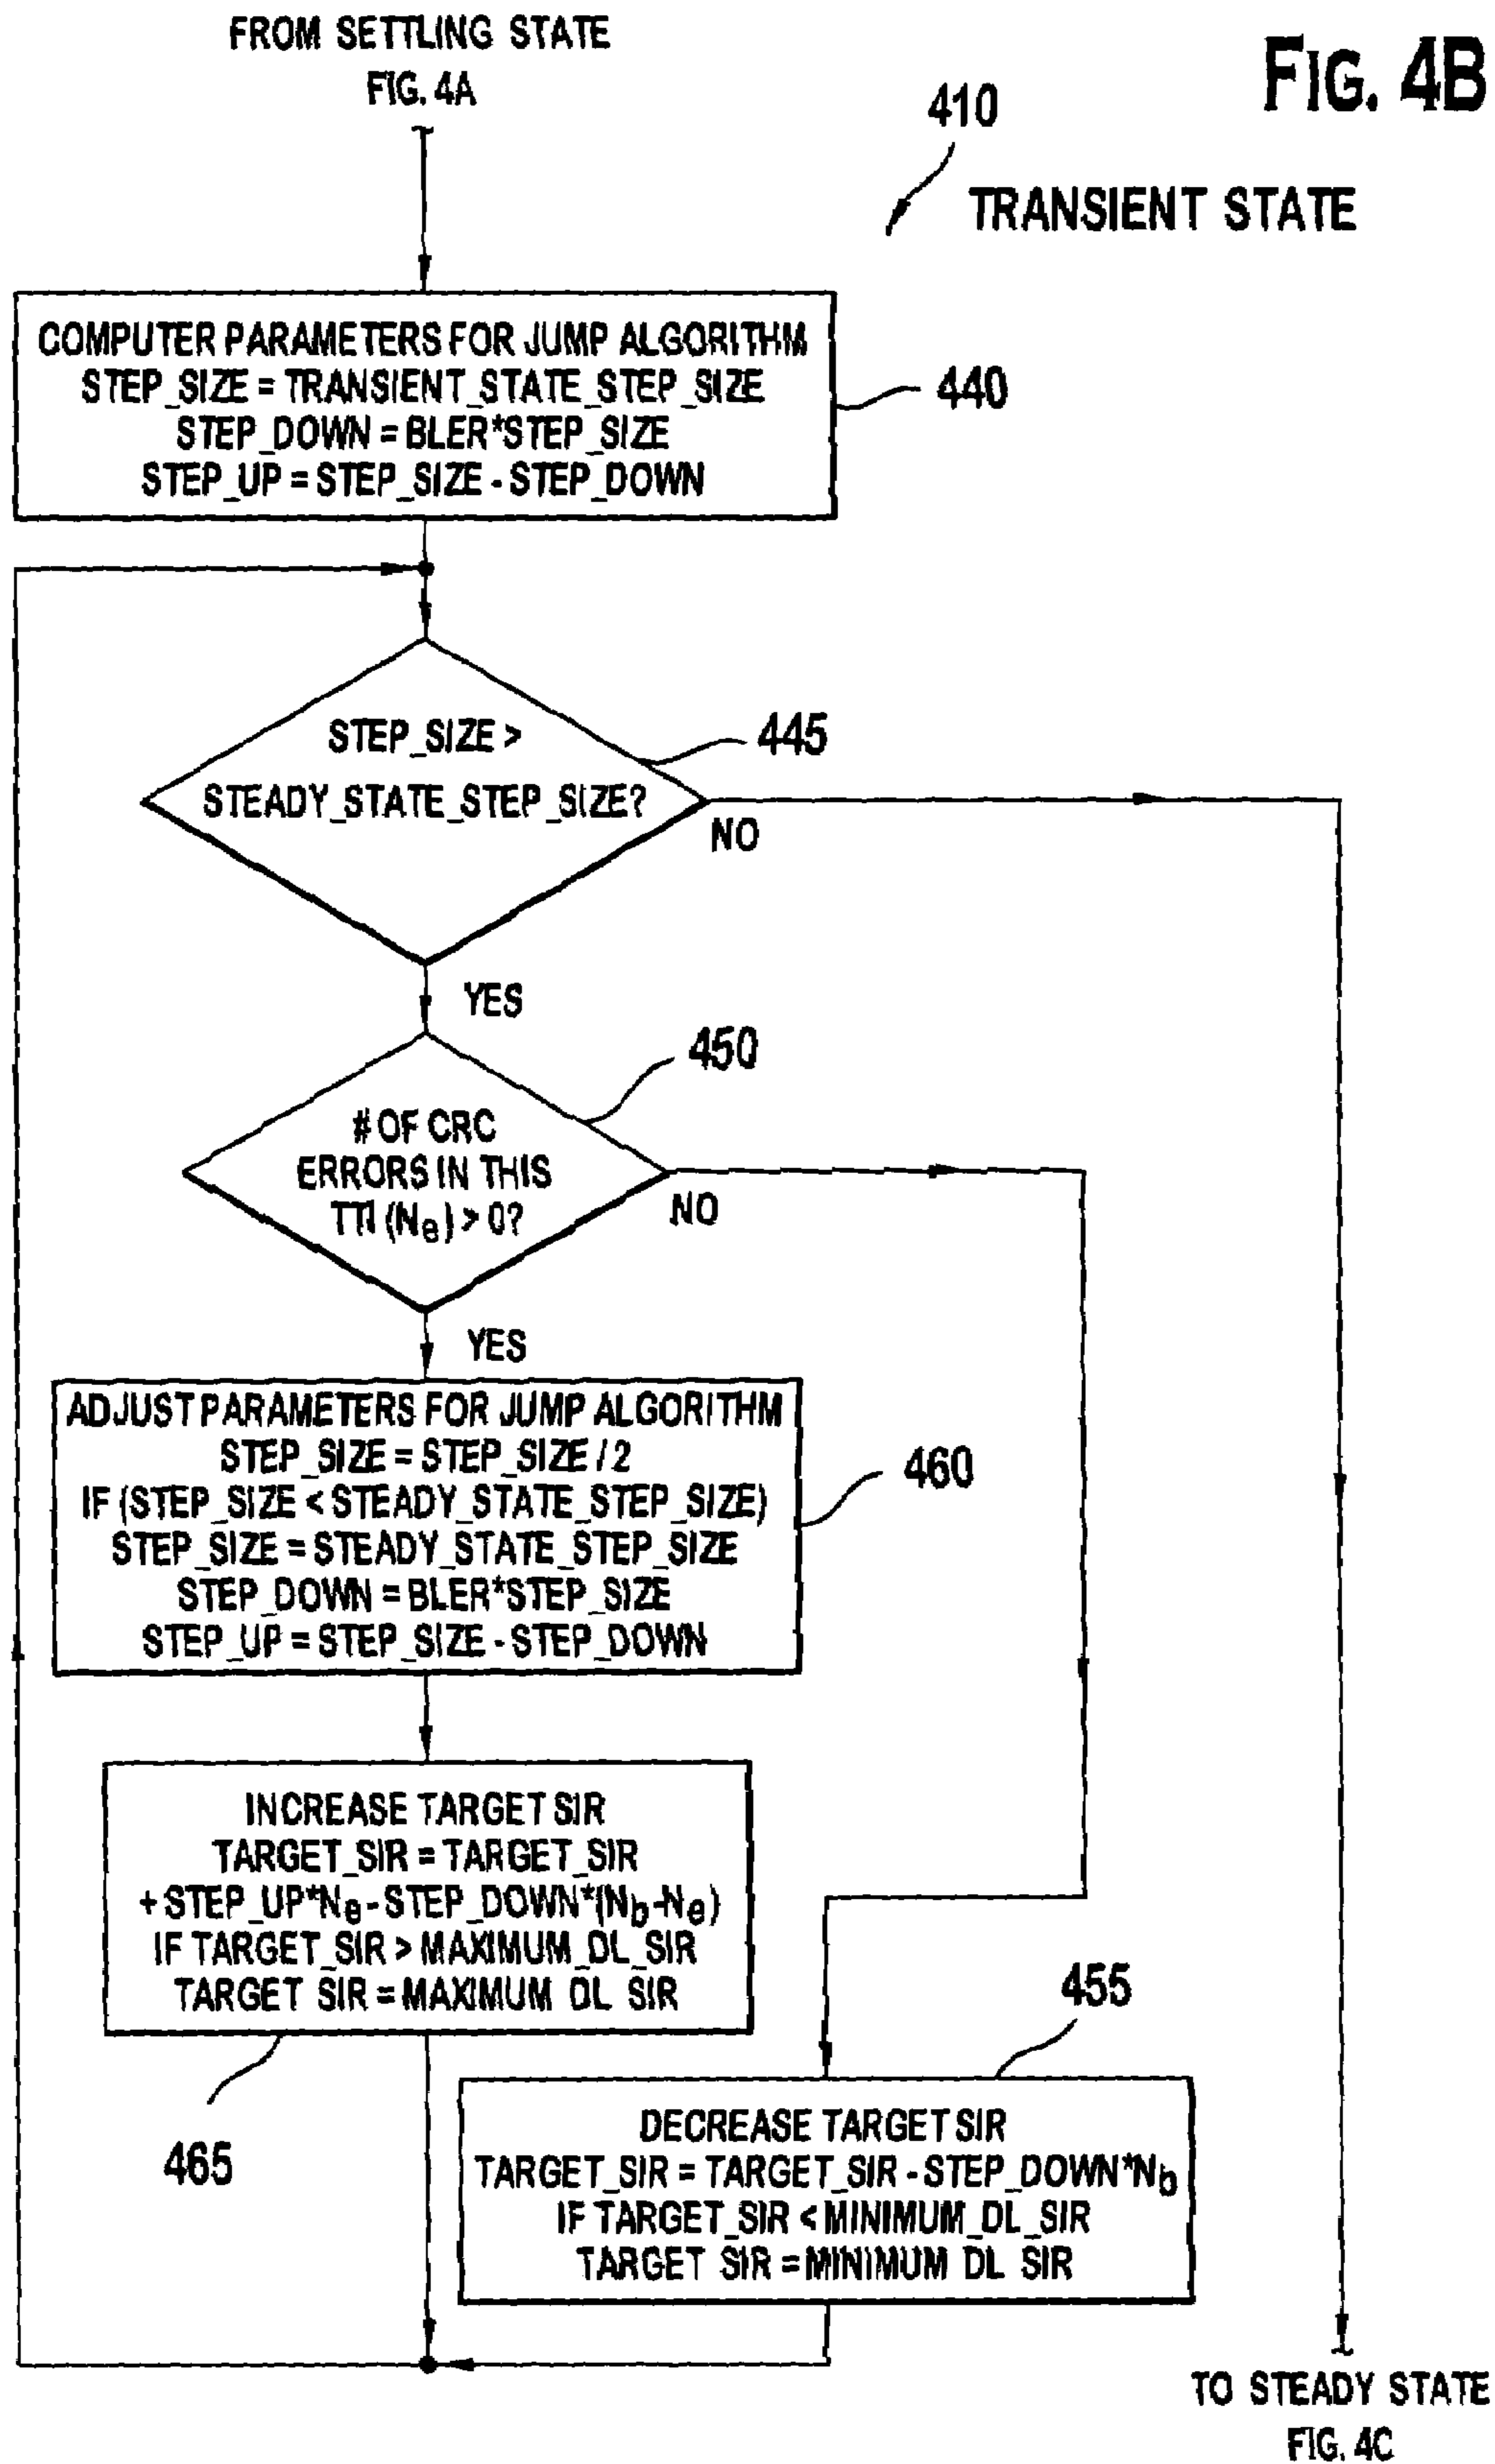 FROM SETTLING STATE
FIG. 4A
FIG. 4B
410
TRANSIENT STATE
COMPUTER PARAMETERS FOR JUMP ALGORITHM
STEP_SIZE = TRANSIENT_STATE_STEP_SIZE
STEP_DOWN = BLER*STEP_SIZE
STEP_UP = STEP_SIZE - STEP_DOWN
440
STEP_SIZE >
STEADY_STATE_STEP_SIZE?
445
NO
YES
450
# OF CRC
ERRORS IN THIS
TTI (Ne) > 0?
NO
YES
ADJUST PARAMETERS FOR JUMP ALGORITHM
STEP_SIZE = STEP_SIZE / 2
IF (STEP_SIZE < STEADY_STATE_STEP_SIZE)
STEP_SIZE = STEADY_STATE_STEP_SIZE
STEP_DOWN = BLER*STEP_SIZE
STEP_UP = STEP_SIZE - STEP_DOWN
460
INCREASE TARGET SIR
TARGET_SIR = TARGET_SIR
+ STEP_UP*Ne - STEP_DOWN*(Nb-Ne)
IF TARGET_SIR > MAXIMUM_DL_SIR
TARGET SIR = MAXIMUM DL SIR
465
455
DECREASE TARGET SIR
TARGET_SIR = TARGET_SIR - STEP_DOWN*Nb
IF TARGET_SIR < MINIMUM_DL_SIR
TARGET SIR = MINIMUM DL SIR
TO STEADY STATE
FIG. 4C